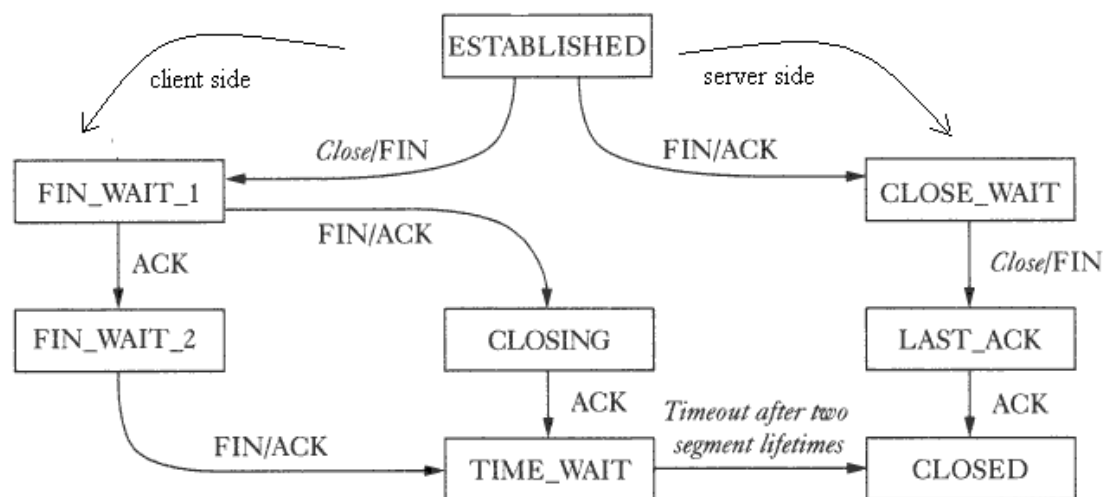 ESTABLISHED
client side
server side
Close/FIN
FIN/ACK
FIN_WAIT_1
CLOSE_WAIT
FIN/ACK
ACK
Close/FIN
FIN_WAIT_2
CLOSING
LAST_ACK
ACK
Timeout after two
segment lifetimes
ACK
FIN/ACK
TIME_WAIT
CLOSED